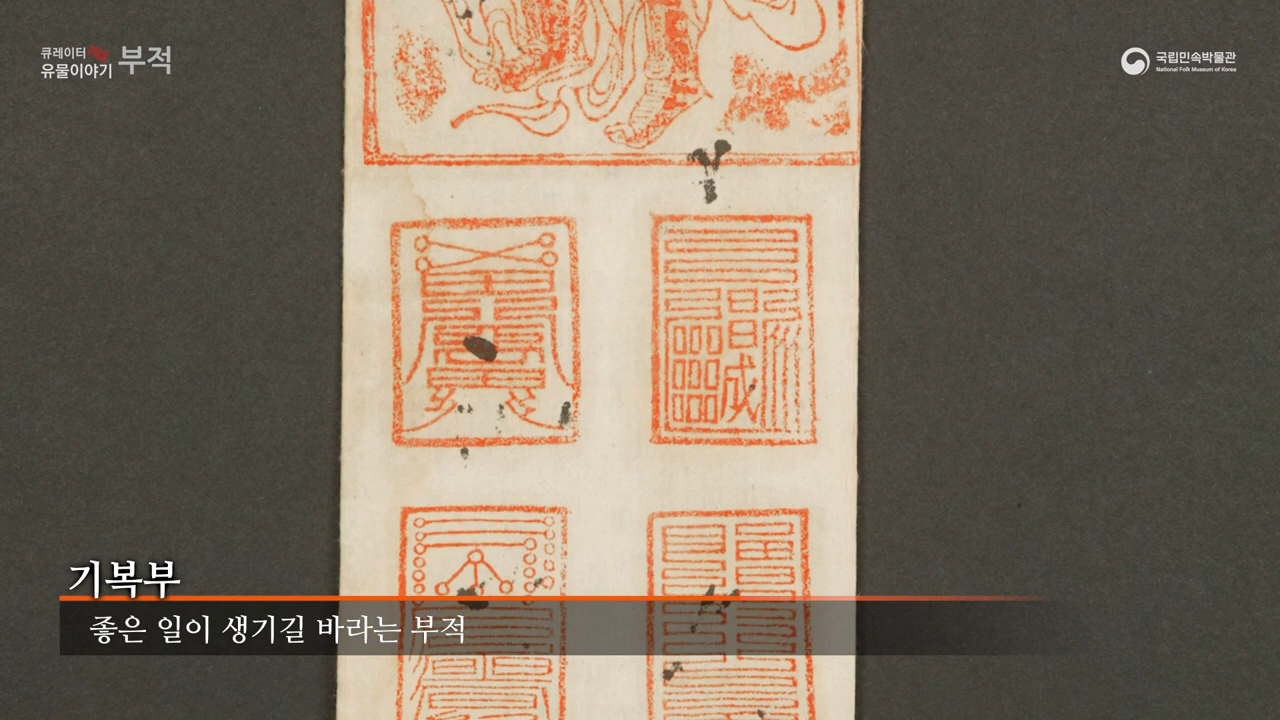 큐레이터
유물이야기 부적
국립민속박물관
National Folk Museum of Korea
기복부
좋은 일이 생기길 바라는 부적